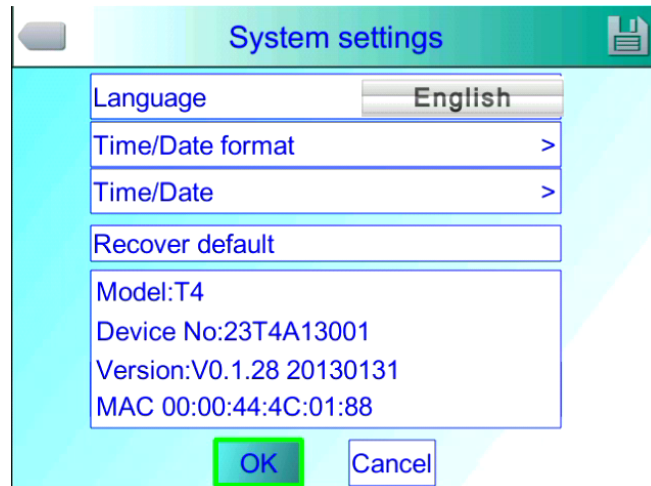 System settings
Language English
Time/Date format >
Time/Date >
Recover default
Model:T4
Device No:23T4A13001
Version:V0.1.28 20130131
MAC 00:00:44:4C:01:88
OK Cancel